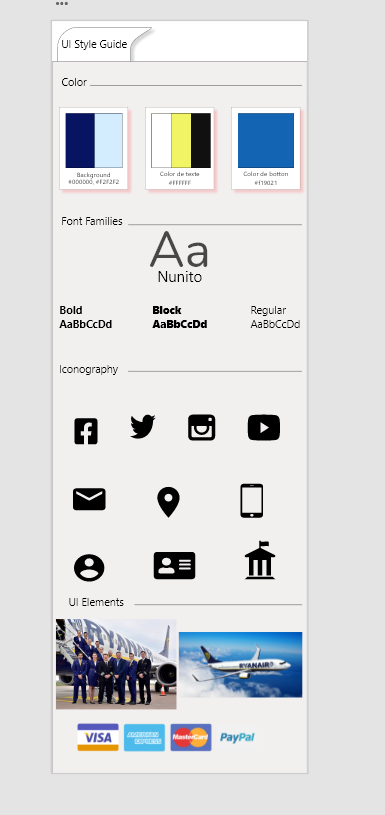 UI Style Guide
Color
Background
#000000, #F2F2F2
Color de texte
#FFFFFF
Color de botton
#f19021
Font Families
Aa
Nunito
Bold
AaBbCcDd
Block
AaBbCcDd
Regular
AaBbCcDd
Iconography
UI Elements
RYANAIR
VISA
AMERICAN
EXPRESS
MasterCard
PayPal